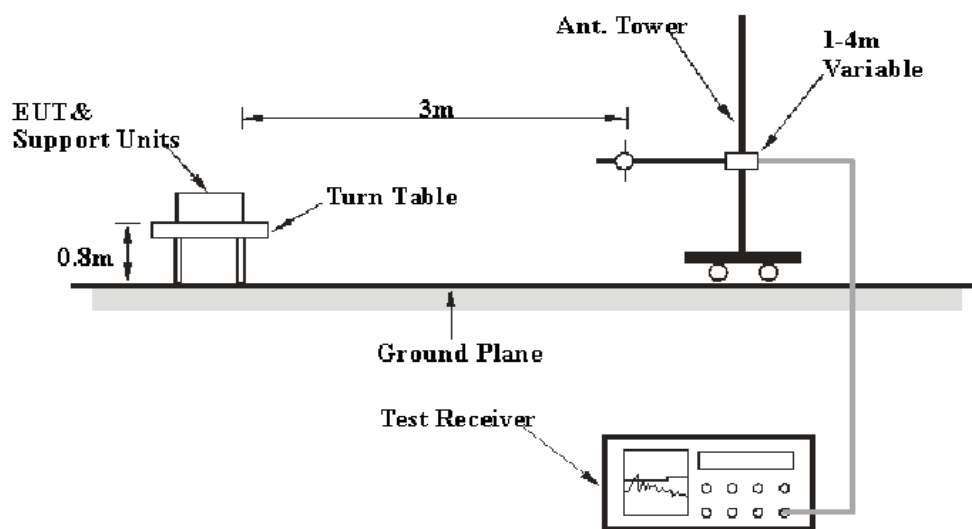 Ant. Tower
1-4m
Variable
3m
EUT&
Support Units
Turn Table
0.8m
Ground Plane
Test Receiver